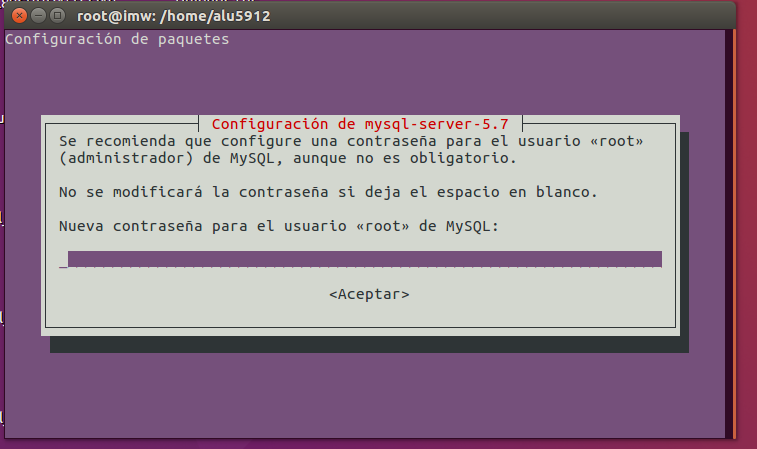 root@imw: /home/alu5912
Configuración de paquetes
Configuración de mysql-server-5.7
Se recomienda que configure una contraseña para el usuario «root»
(administrador) de MySQL, aunque no es obligatorio.
No se modificará la contraseña si deja el espacio en blanco.
Nueva contraseña para el usuario «root» de MySQL:
<Aceptar>